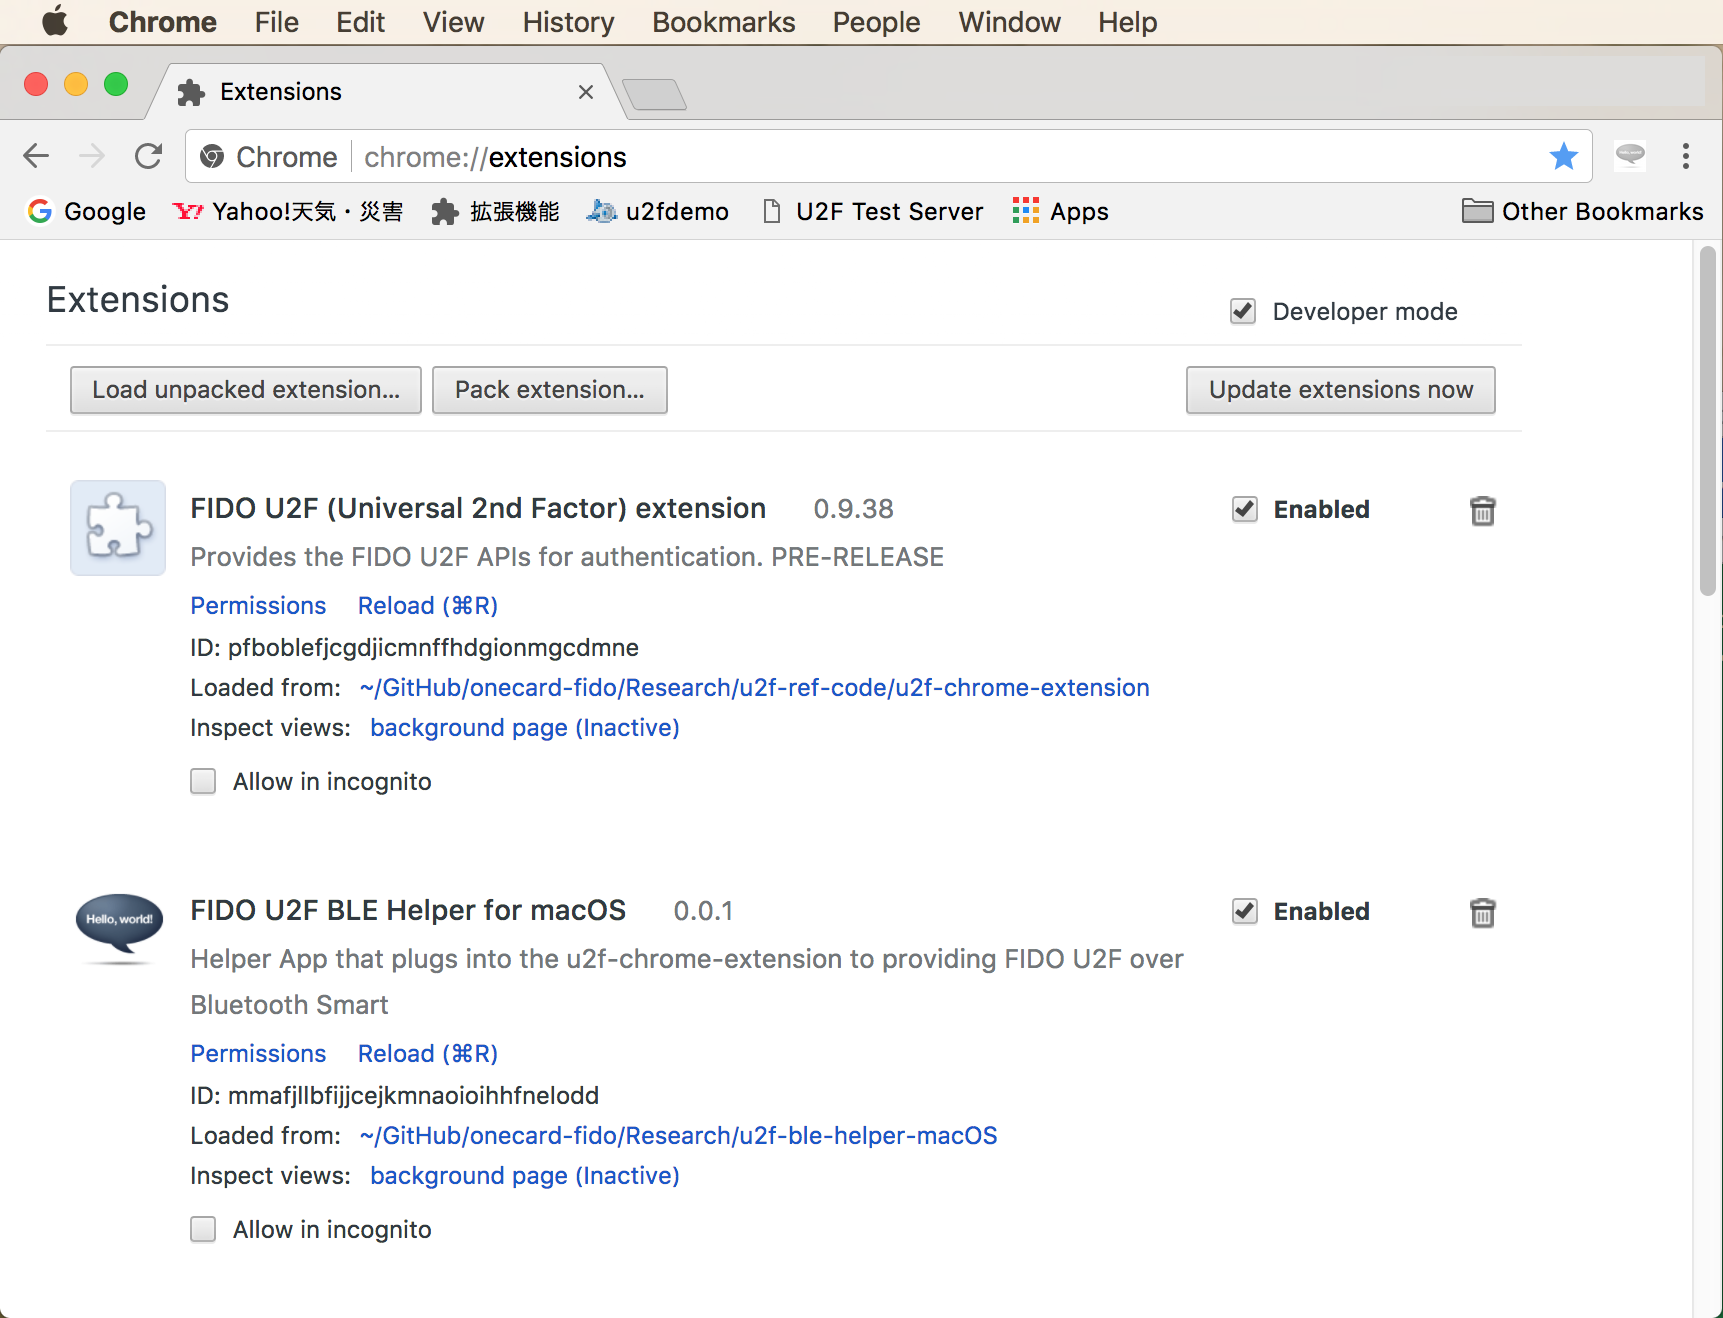 Chrome File Edit View History Bookmarks People Window Help
Extensions
Chrome chrome://extensions
Google Yahoo!天気・災害 拡張機能 u2fdemo U2F Test Server Apps Other Bookmarks
Extensions
Developer mode
Load unpacked extension... Pack extension... Update extensions now
FIDO U2F (Universal 2nd Factor) extension 0.9.38 Enabled
Provides the FIDO U2F APIs for authentication. PRE-RELEASE
Permissions Reload (⌘R)
ID: pfboblefjcgdjicmnffhdgionmgcdmne
Loaded from: ~/GitHub/onecard-fido/Research/u2f-ref-code/u2f-chrome-extension
Inspect views: background page (Inactive)
Allow in incognito
Hello, world!
FIDO U2F BLE Helper for macOS 0.0.1 Enabled
Helper App that plugs into the u2f-chrome-extension to providing FIDO U2F over
Bluetooth Smart
Permissions Reload (⌘R)
ID: mmafjllbfijjcejkmnaoioihhfnelodd
Loaded from: ~/GitHub/onecard-fido/Research/u2f-ble-helper-macOS
Inspect views: background page (Inactive)
Allow in incognito